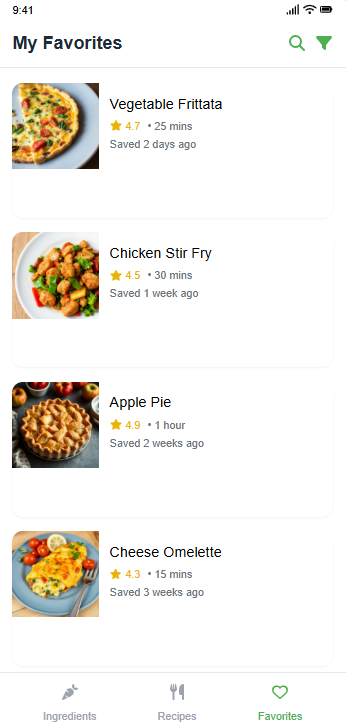 9:41
My Favorites
Vegetable Frittata
4.7 • 25 mins
Saved 2 days ago
Chicken Stir Fry
4.5 • 30 mins
Saved 1 week ago
Apple Pie
4.9 • 1 hour
Saved 2 weeks ago
Cheese Omelette
4.3 • 15 mins
Saved 3 weeks ago
Ingredients Recipes Favorites